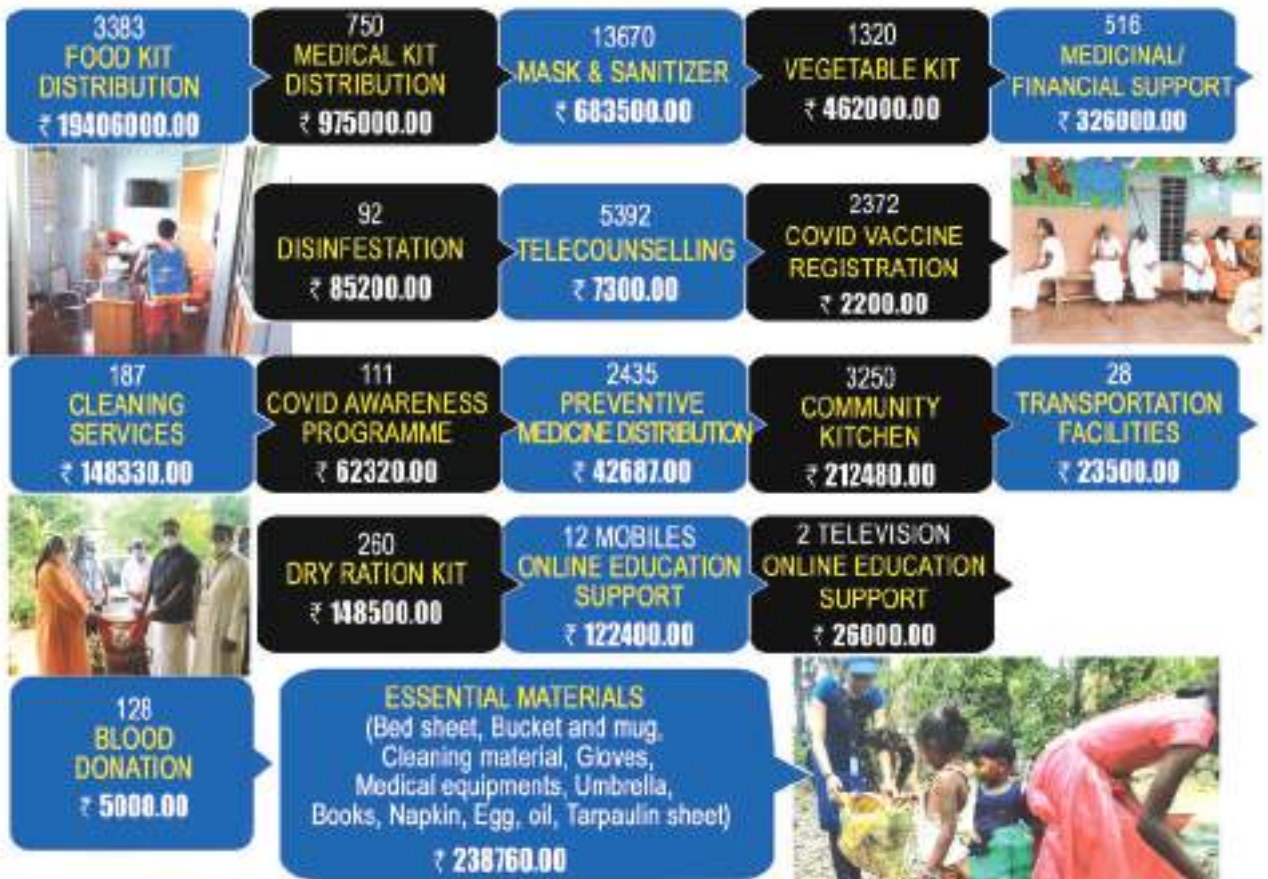 3383
FOOD KIT
DISTRIBUTION
₹ 19406000.00
750
MEDICAL KIT
DISTRIBUTION
₹ 975000.00
13670
MASK & SANITIZER
₹ 683500.00
1320
VEGETABLE KIT
₹ 462000.00
516
MEDICINAL/
FINANCIAL SUPPORT
₹ 326000.00
92
DISINFESTATION
₹ 85200.00
5392
TELECOUNSELLING
₹ 7300.00
2372
COVID VACCINE
REGISTRATION
₹ 2200.00
187
CLEANING
SERVICES
₹ 148330.00
111
COVID AWARENESS
PROGRAMME
₹ 62320.00
2435
PREVENTIVE
MEDICINE DISTRIBUTION
₹ 42687.00
3250
COMMUNITY
KITCHEN
₹ 212480.00
28
TRANSPORTATION
FACILITIES
₹ 23500.00
260
DRY RATION KIT
₹ 148500.00
12 MOBILES
ONLINE EDUCATION
SUPPORT
₹ 122400.00
2 TELEVISION
ONLINE EDUCATION
SUPPORT
₹ 26000.00
128
BLOOD
DONATION
₹ 5000.00
ESSENTIAL MATERIALS
(Bed sheet, Bucket and mug,
Cleaning material, Gloves,
Medical equipments, Umbrella,
Books, Napkin, Egg, oil, Tarpaulin sheet)
₹ 238760.00